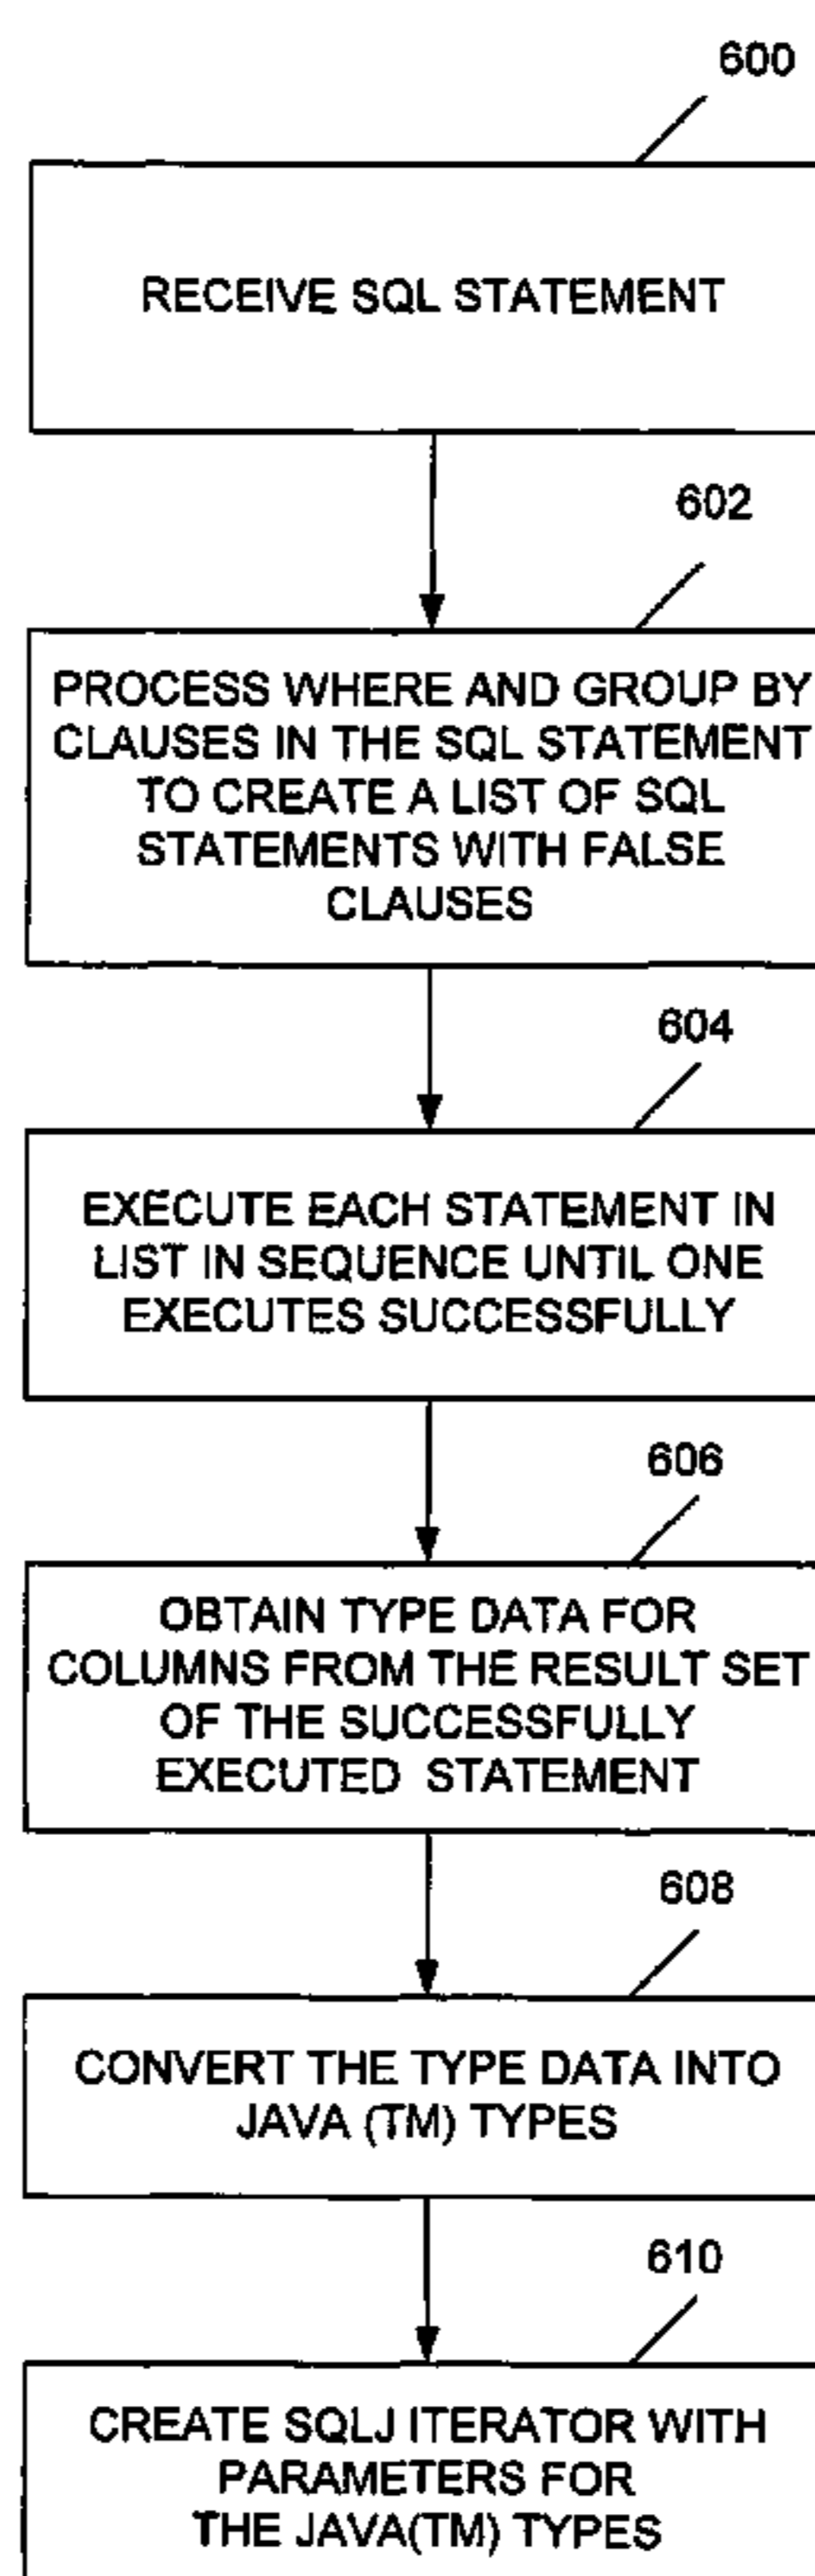 600
RECEIVE SQL STATEMENT
602
PROCESS WHERE AND GROUP BY
CLAUSES IN THE SQL STATEMENT
TO CREATE A LIST OF SQL
STATEMENTS WITH FALSE
CLAUSES
604
EXECUTE EACH STATEMENT IN
LIST IN SEQUENCE UNTIL ONE
EXECUTES SUCCESSFULLY
606
OBTAIN TYPE DATA FOR
COLUMNS FROM THE RESULT SET
OF THE SUCCESSFULLY
EXECUTED STATEMENT
608
CONVERT THE TYPE DATA INTO
JAVA (TM) TYPES
610
CREATE SQLJ ITERATOR WITH
PARAMETERS FOR
THE JAVA(TM) TYPES